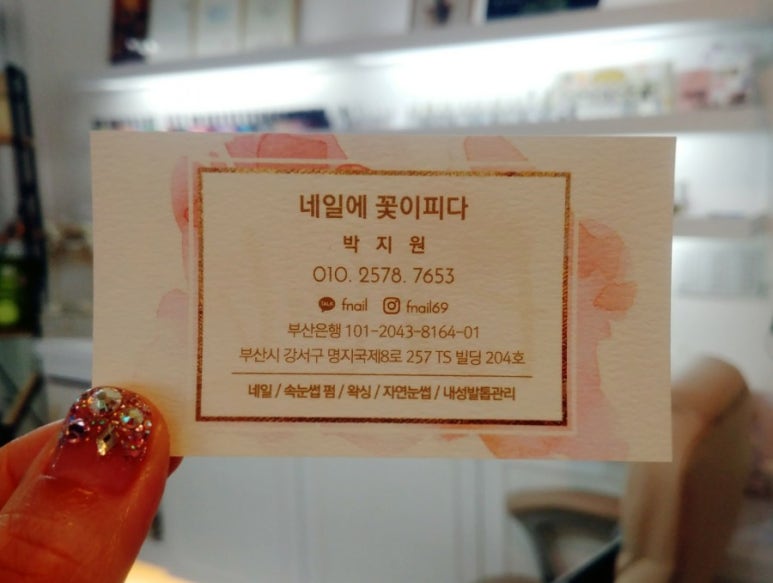 네일에 꽃이피다
박 지 원
010. 2578. 7653
TALK fnail fnail69
부산은행 101-2043-8164-01
부산시 강서구 명지국제8로 257 TS 빌딩 204호
네일 / 속눈썹 펌 / 왁싱 / 자연눈썹 / 내성발톱관리